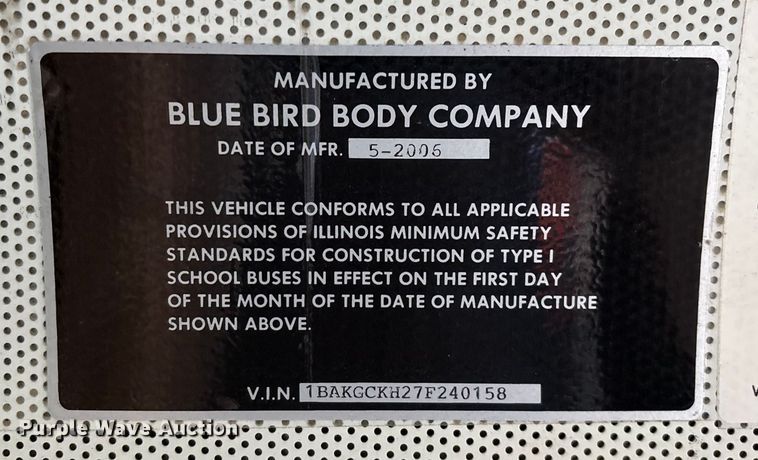 MANUFACTURED BY
BLUE BIRD BODY COMPANY
DATE OF MFR. 5-2006
THIS VEHICLE CONFORMS TO ALL APPLICABLE
PROVISIONS OF ILLINOIS MINIMUM SAFETY
STANDARDS FOR CONSTRUCTION OF TYPE I
SCHOOL BUSES IN EFFECT ON THE FIRST DAY
OF THE MONTH OF THE DATE OF MANUFACTURE
SHOWN ABOVE.
V.I.N. 1BAKGCKH27F240158
Purple Wave Auction